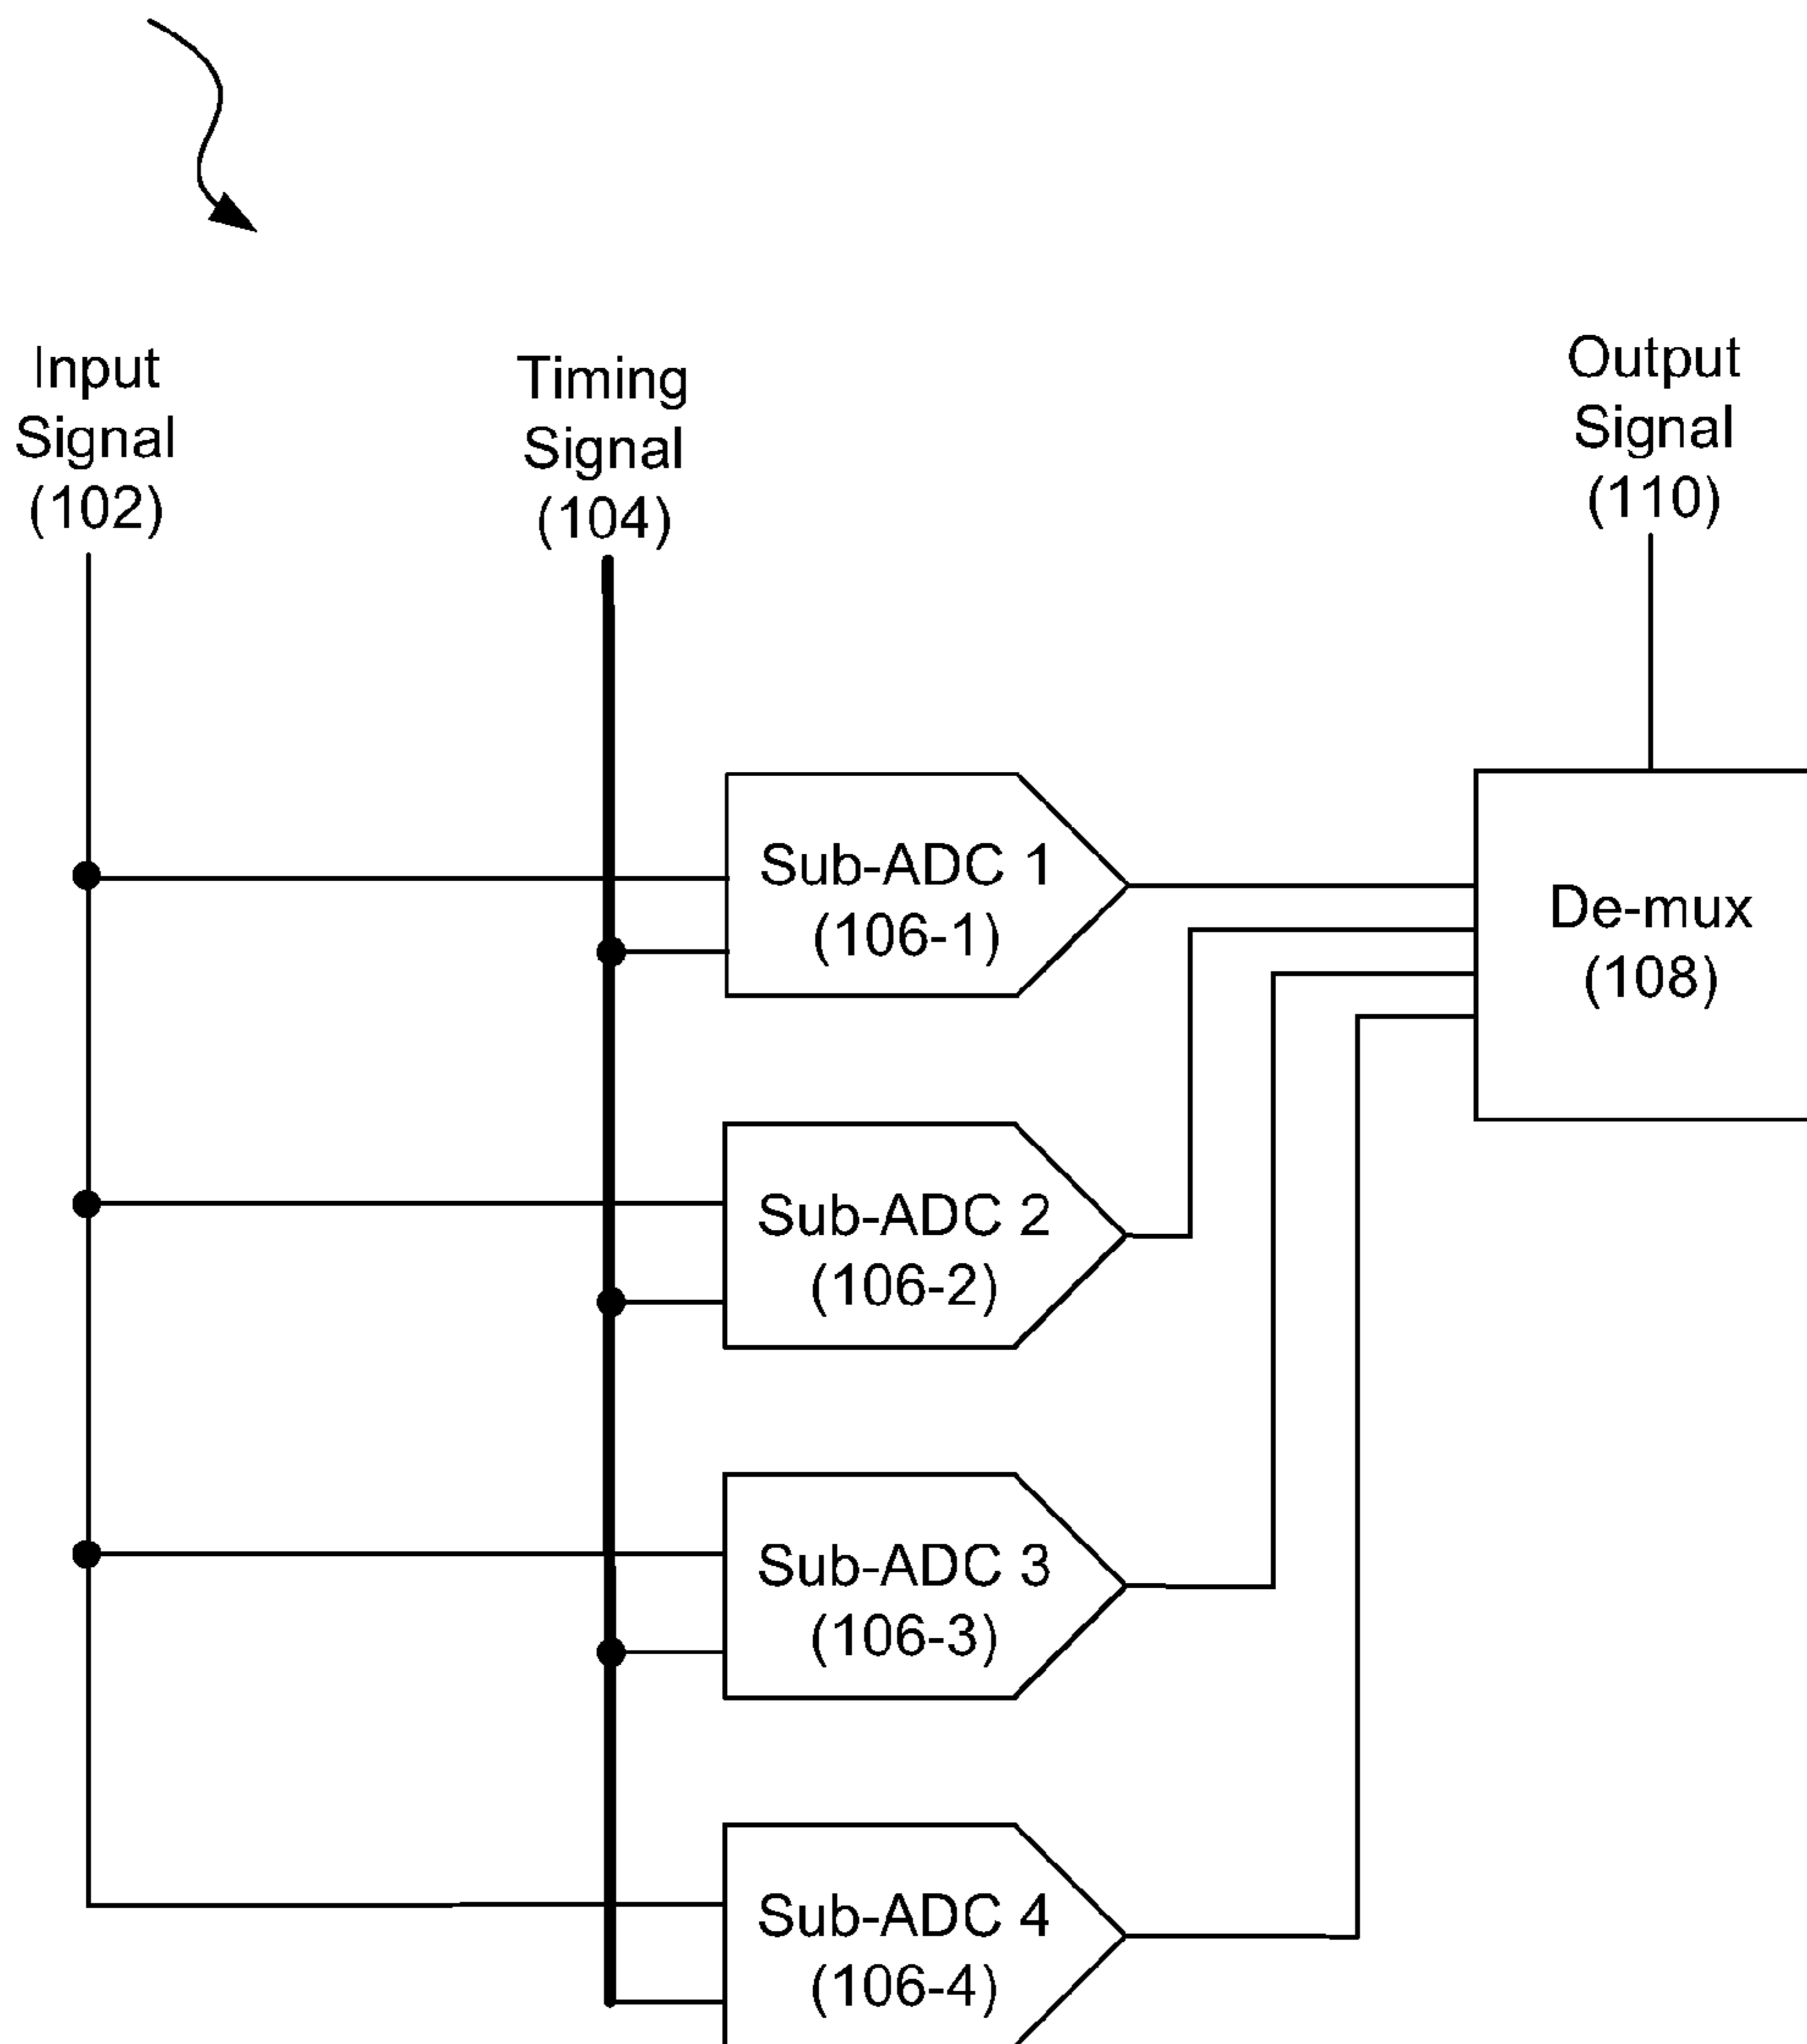 Input
Signal
(102)
Timing
Signal
(104)
Output
Signal
(110)
Sub-ADC 1
(106-1)
De-mux
(108)
Sub-ADC 2
(106-2)
Sub-ADC 3
(106-3)
Sub-ADC 4
(106-4)